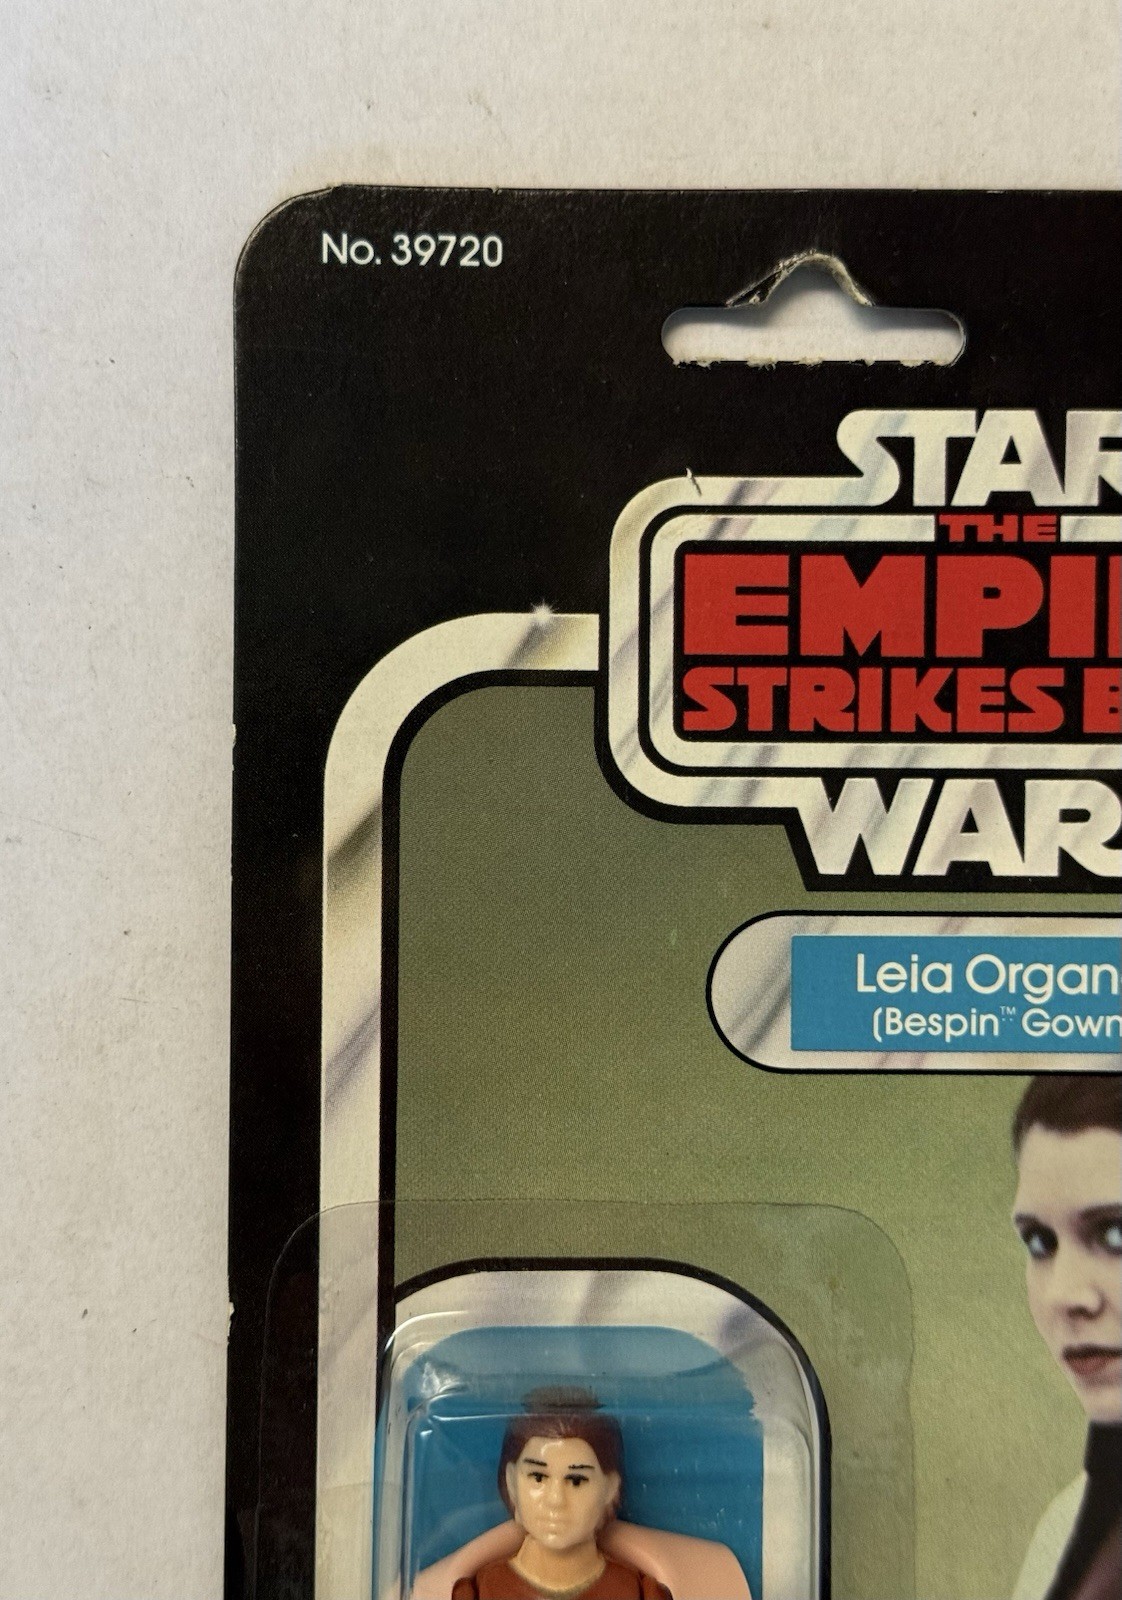 No. 39720
STAR
THE
EMPI
STRIKES B
WAR
Leia Organ
(Bespin™ Gown